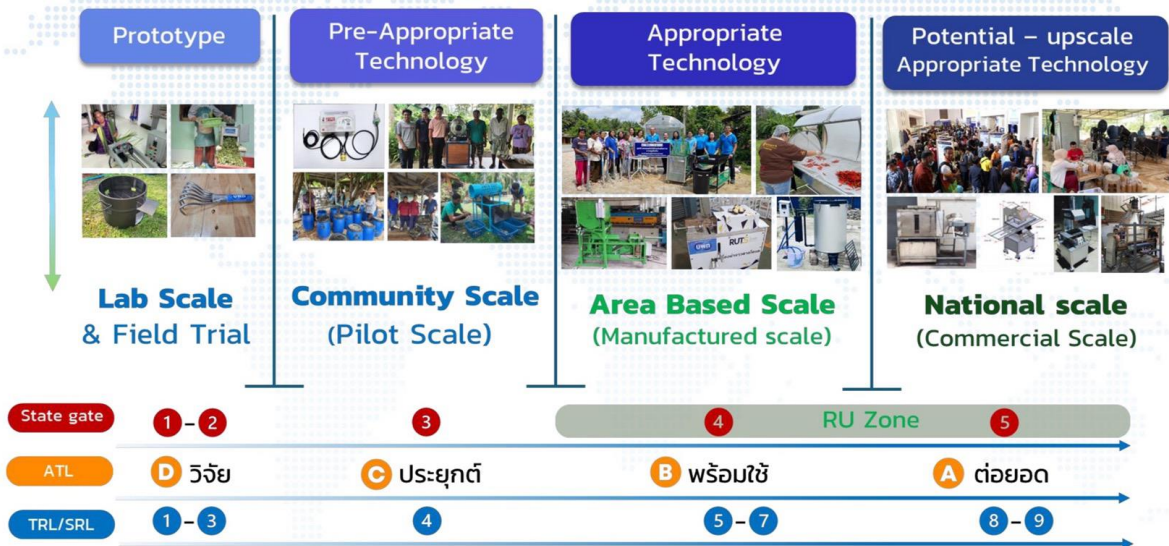 Prototype
Pre-Appropriate
Technology
Appropriate
Technology
Potential – upscale
Appropriate Technology
Lab Scale
& Field Trial
Community Scale
(Pilot Scale)
Area Based Scale
(Manufactured scale)
National scale
(Commercial Scale)
State gate
1 – 2
3
4
RU Zone
5
ATL
D วิจัย
C ประยุกต์
B พร้อมใช้
A ต่อยอด
TRL/SRL
1 – 3
4
5 – 7
8 – 9